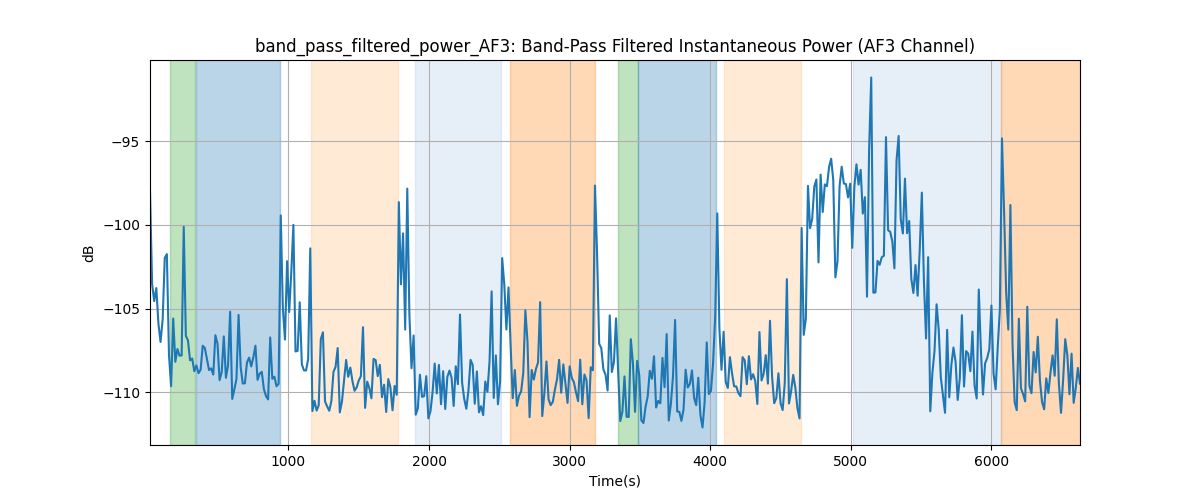 band_pass_filtered_power_AF3: Band-Pass Filtered Instantaneous Power (AF3 Channel)
−95
−100
−105
−110
dB
1000 2000 3000 4000 5000 6000
Time(s)